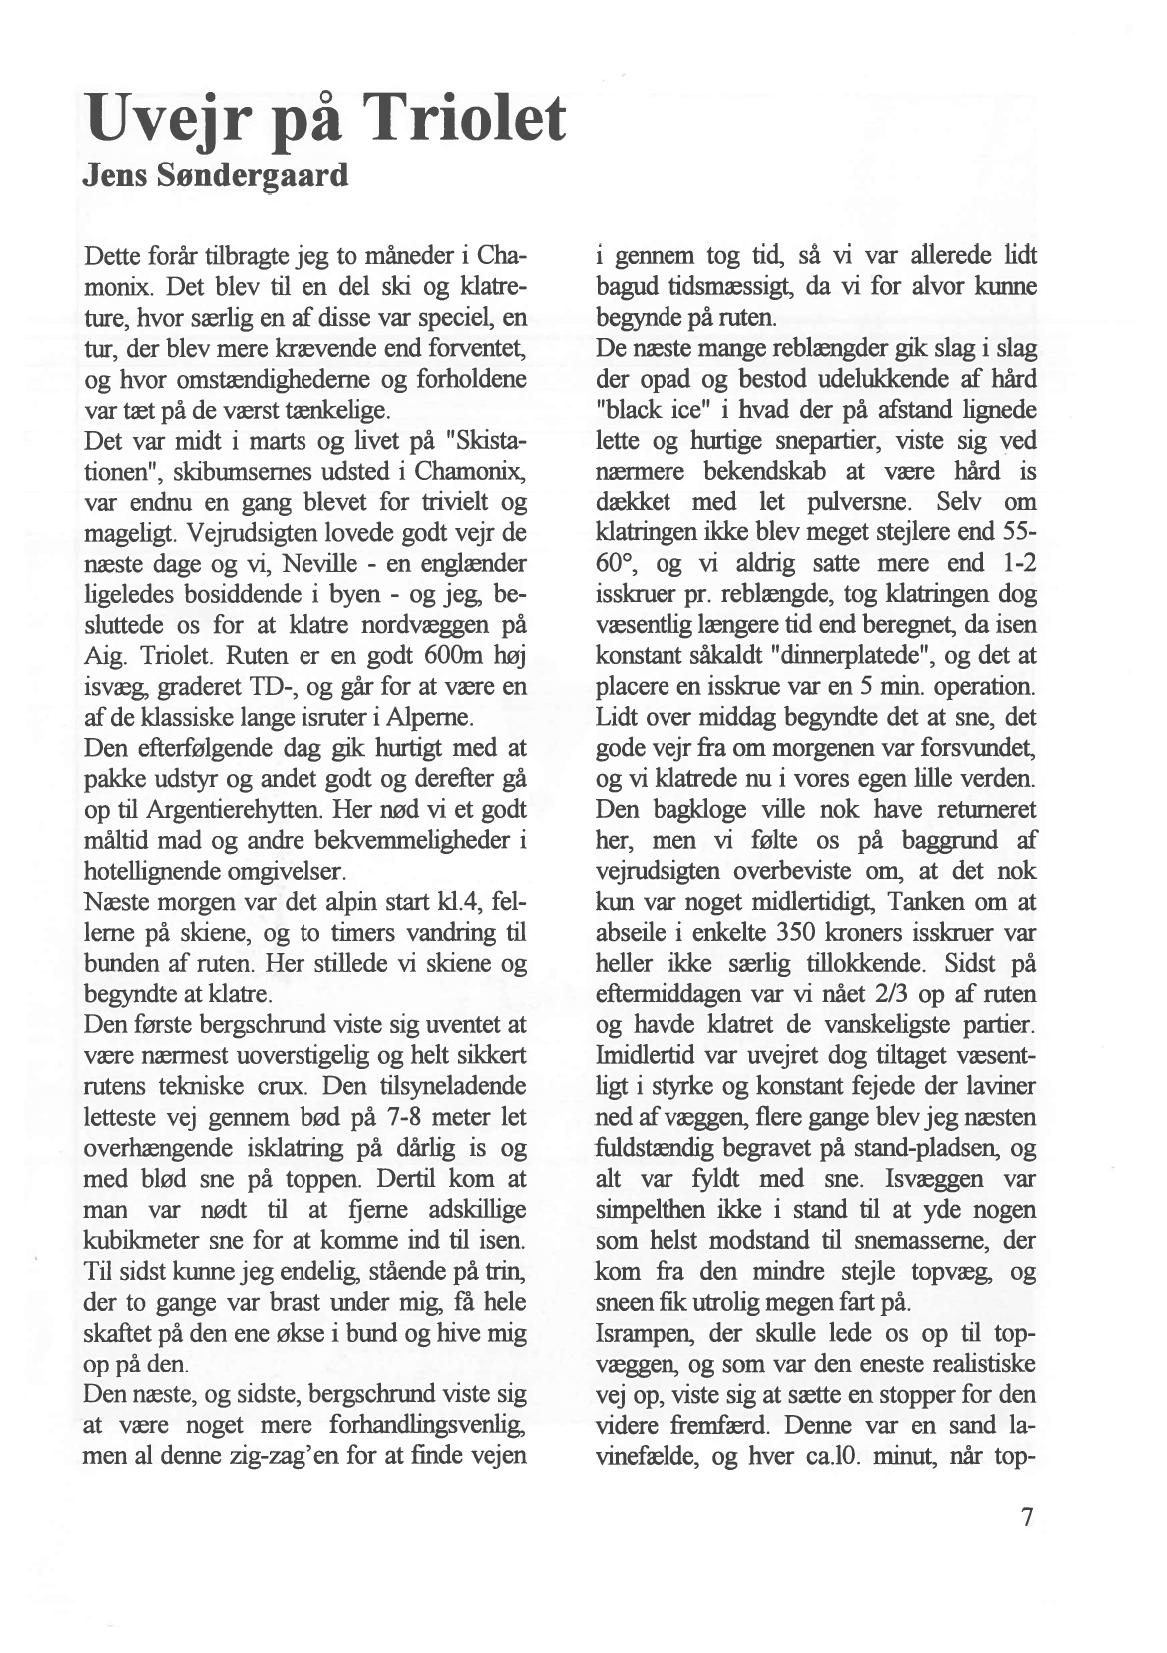 Uvejr på Triolet
Jens Søndergaard
Dette forår tilbragte jeg to måneder i Cha-
monix. Det blev til en del ski og klatre-
ture, hvor særlig en af disse var speciel, en
tur, der blev mere krævende end forventet,
og hvor omstændighederne og forholdene
var tæt på de værst tænkelige.
Det var midt i marts og livet på "Skista-
tionen", skibumsernes udsted i Chamonix,
var endnu en gang blevet for trivielt og
mageligt. Vejrudsigten lovede godt vejr de
næste dage og vi, Neville - en englænder
ligeledes bosiddende i byen - og jeg, be-
sluttede os for at klatre nordvæggen på
Aig. Triolet. Ruten er en godt 600m høj
isvæg, graderet TD-, og går for at være en
af de klassiske lange isruter i Alperne.
Den efterfølgende dag gik hurtigt med at
pakke udstyr og andet godt og derefter gå
op til Argentierehytten. Her nød vi et godt
måltid mad og andre bekvemmeligheder i
hotellignende omgivelser.
Næste morgen var det alpin start kl.4, fel-
lerne på skiene, og to timers vandring til
bunden af ruten. Her stillede vi skiene og
begyndte at klatre.
Den første bergschrund viste sig uventet at
være nærmest uoverstigelig og helt sikkert
rutens tekniske crux. Den tilsyneladende
letteste vej gennem bød på 7-8 meter let
overhængende isklatring på dårlig is og
med blød sne på toppen. Dertil kom at
man var nødt til at fjerne adskillige
kubikmeter sne for at komme ind til isen.
Til sidst kunne jeg endelig, stående på trin,
der to gange var brast under mig, få hele
skaftet på den ene økse i bund og hive mig
op på den.
Den næste, og sidste, bergschrund viste sig
at være noget mere forhandlingsvenlig,
men al denne zig-zag'en for at finde vejen
i gennem tog tid, så vi var allerede lidt
bagud tidsmæssigt, da vi for alvor kunne
begynde på ruten.
De næste mange reblængder gik slag i slag
der opad og bestod udelukkende af hård
"black ice" i hvad der på afstand lignede
lette og hurtige snepartier, viste sig ved
nærmere bekendskab at være hård is
dækket med let pulversne. Selv om
klatringen ikke blev meget stejlere end 55-
60°, og vi aldrig satte mere end 1-2
isskruer pr. reblængde, tog klatringen dog
væsentlig længere tid end beregnet, da isen
konstant såkaldt "dinnerplatede", og det at
placere en isskrue var en 5 min. operation.
Lidt over middag begyndte det at sne, det
gode vejr fra om morgenen var forsvundet,
og vi klatrede nu i vores egen lille verden.
Den bagkloge ville nok have returneret
her, men vi følte os på baggrund af
vejrudsigten overbeviste om, at det nok
kun var noget midlertidigt, Tanken om at
abseile i enkelte 350 kroners isskruer var
heller ikke særlig tillokkende. Sidst på
eftermiddagen var vi nået 2/3 op af ruten
og havde klatret de vanskeligste partier.
Imidlertid var uvejret dog tiltaget væsent-
ligt i styrke og konstant fejede der laviner
ned af væggen, flere gange blev jeg næsten
fuldstændig begravet på stand-pladsen, og
alt var fyldt med sne. Isvæggen var
simpelthen ikke i stand til at yde nogen
som helst modstand til snemasserne, der
kom fra den mindre stejle topvæg, og
sneen fik utrolig megen fart på.
Isrampen, der skulle lede os op til top-
væggen, og som var den eneste realistiske
vej op, viste sig at sætte en stopper for den
videre fremfærd. Denne var en sand la-
vinefælde, og hver ca.l0. minut, når top-
7